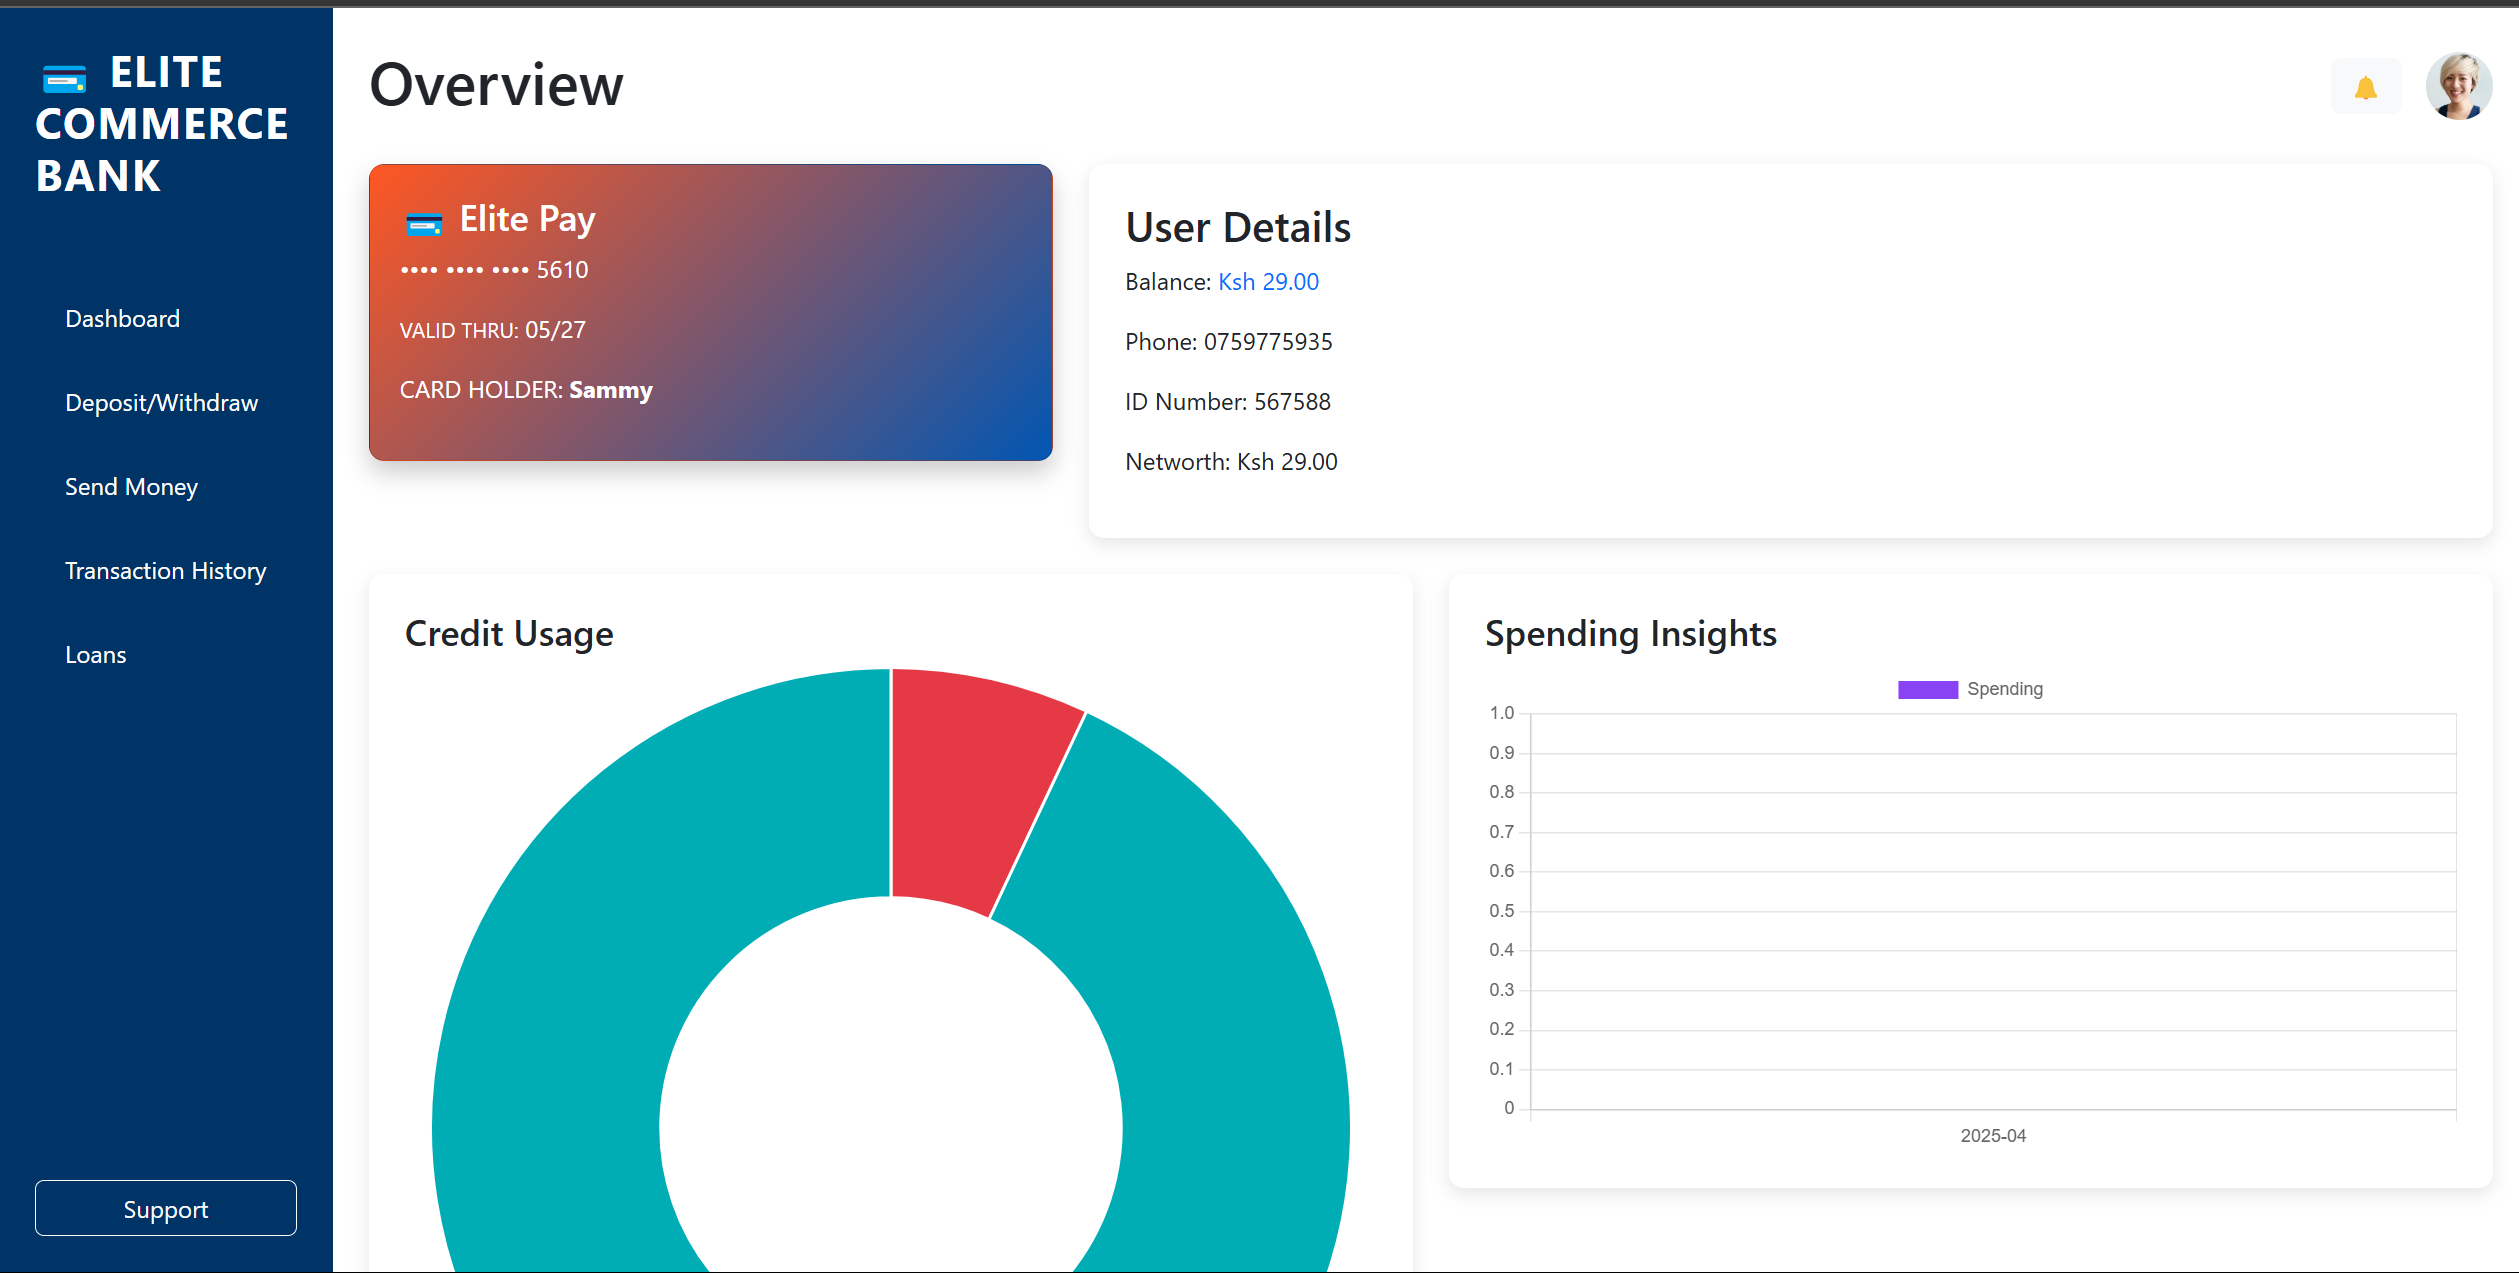 ELITE
COMMERCE
BANK
Dashboard
Deposit/Withdraw
Send Money
Transaction History
Loans
Support
Overview
Elite Pay
•••• •••• •••• 5610
VALID THRU: 05/27
CARD HOLDER: Sammy
User Details
Balance: Ksh 29.00
Phone: 0759775935
ID Number: 567588
Networth: Ksh 29.00
Credit Usage
Spending Insights
Spending
1.0
0.9
0.8
0.7
0.6
0.5
0.4
0.3
0.2
0.1
0
2025-04